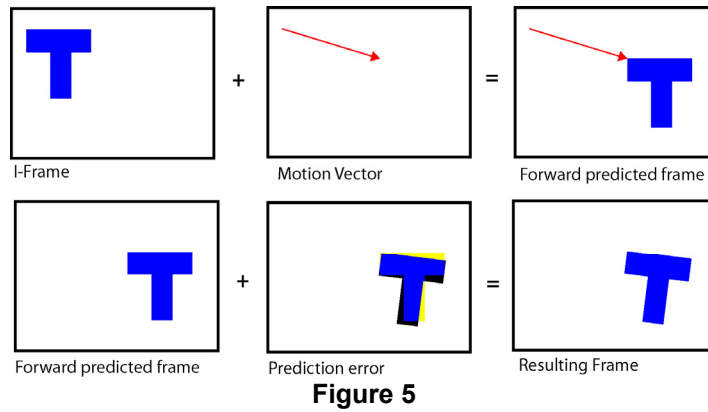 +
=
I-Frame
Motion Vector
Forward predicted frame
+
=
Forward predicted frame
Prediction error
Resulting Frame
Figure 5